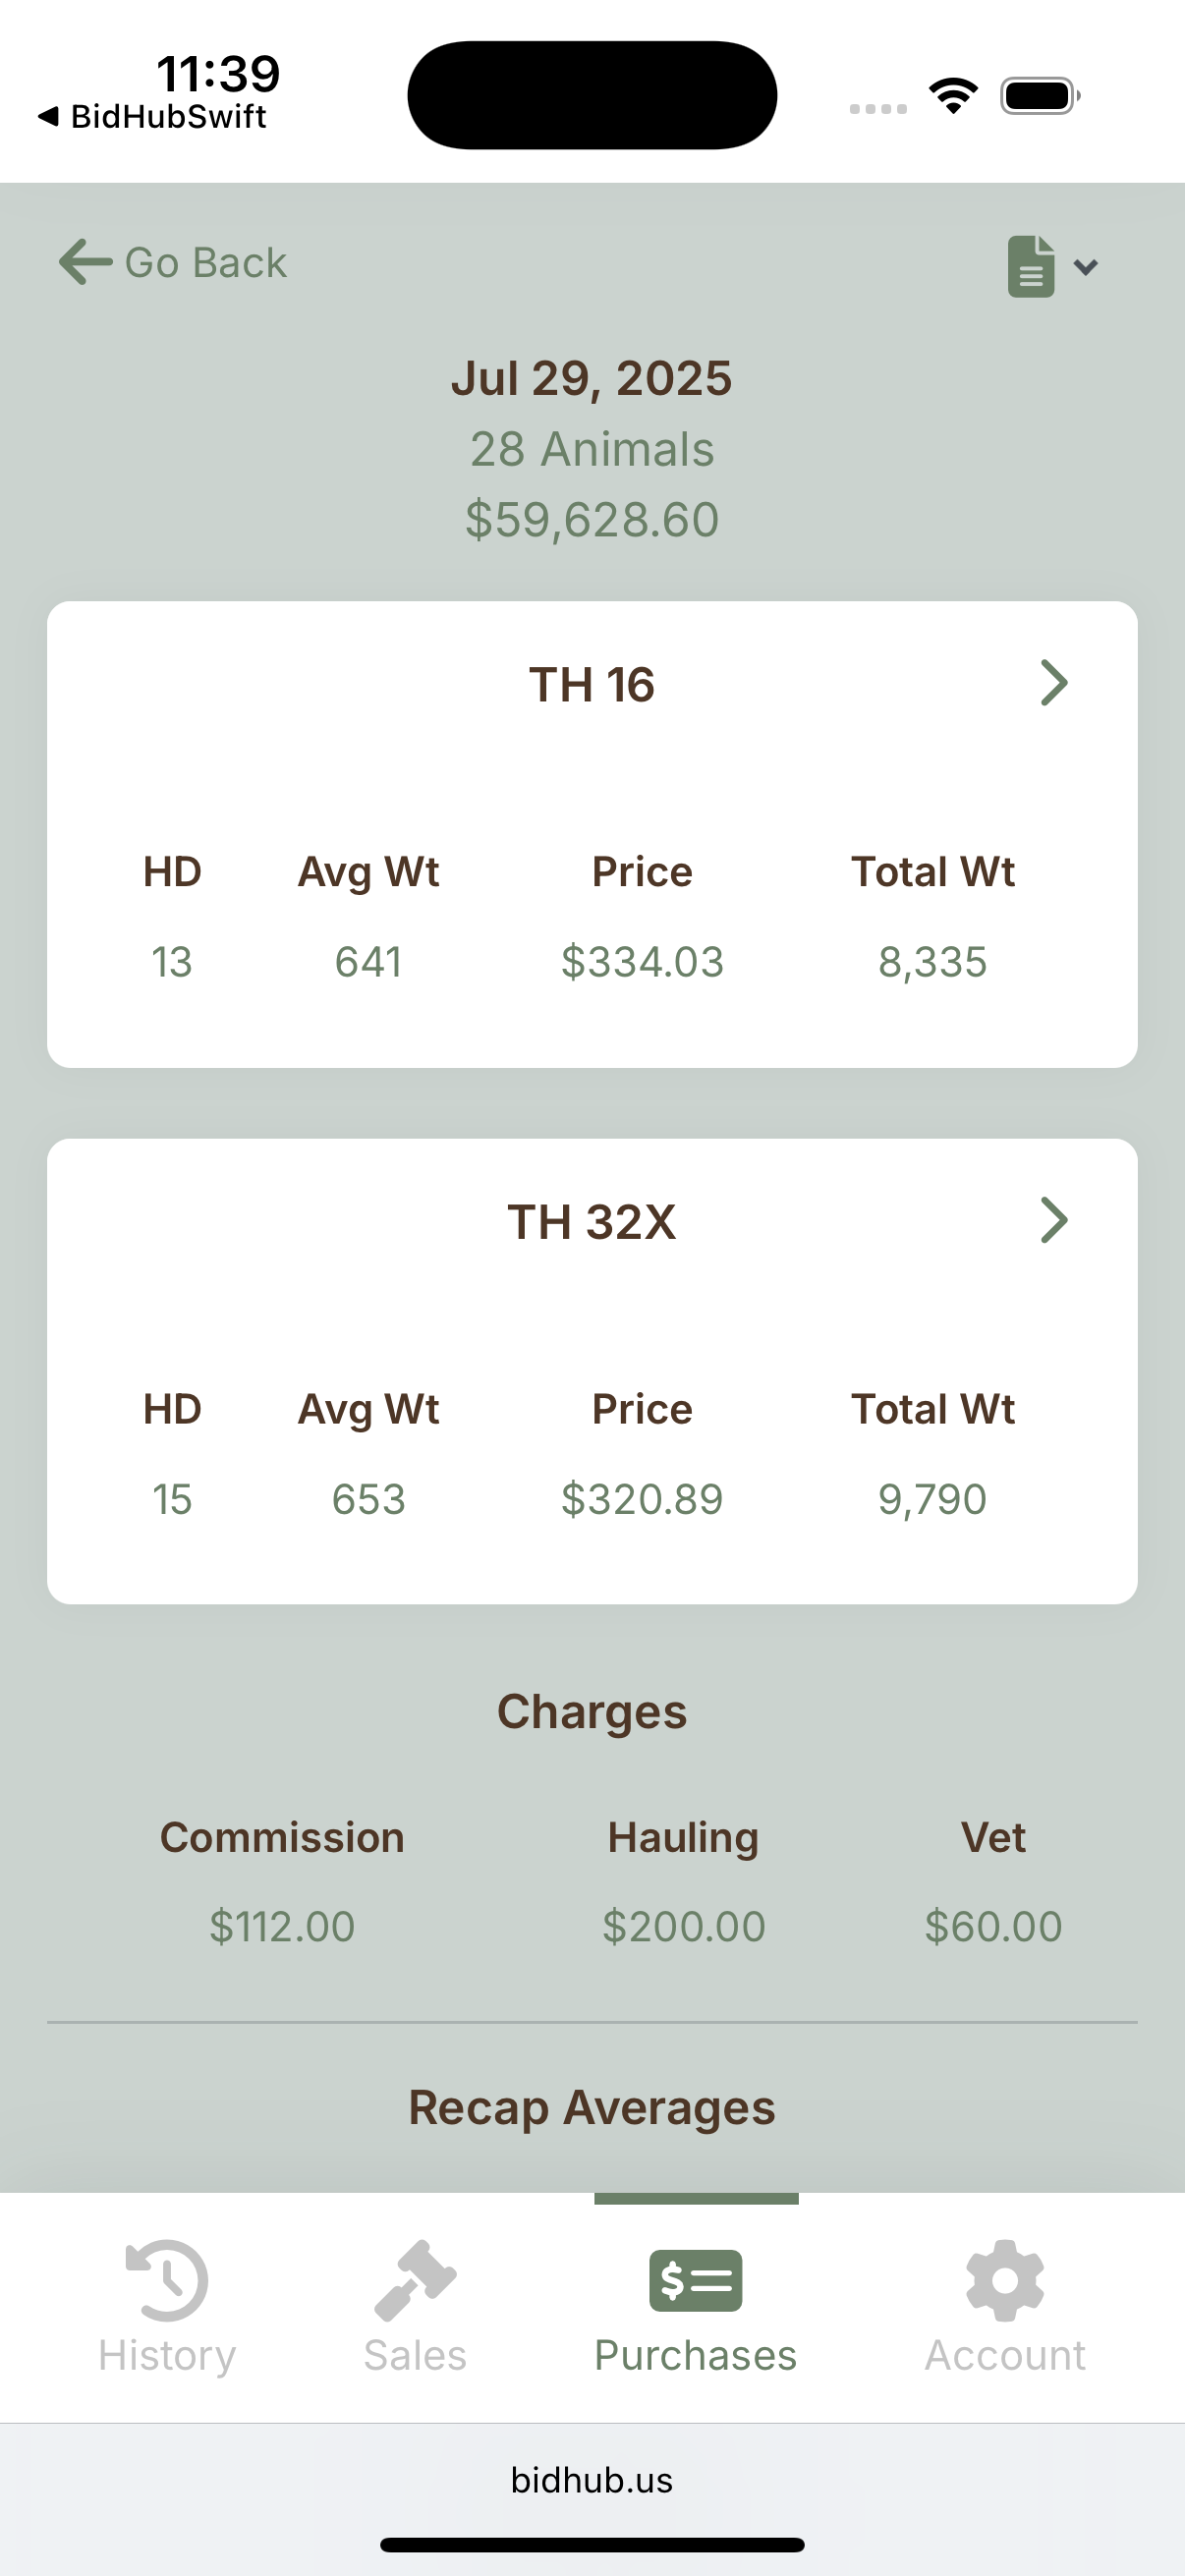 11:39
◀ BidHubSwift
Go Back
Jul 29, 2025
28 Animals
$59,628.60
TH 16
HD Avg Wt Price Total Wt
13 641 $334.03 8,335
TH 32X
HD Avg Wt Price Total Wt
15 653 $320.89 9,790
Charges
Commission Hauling Vet
$112.00 $200.00 $60.00
Recap Averages
History Sales Purchases Account
bidhub.us